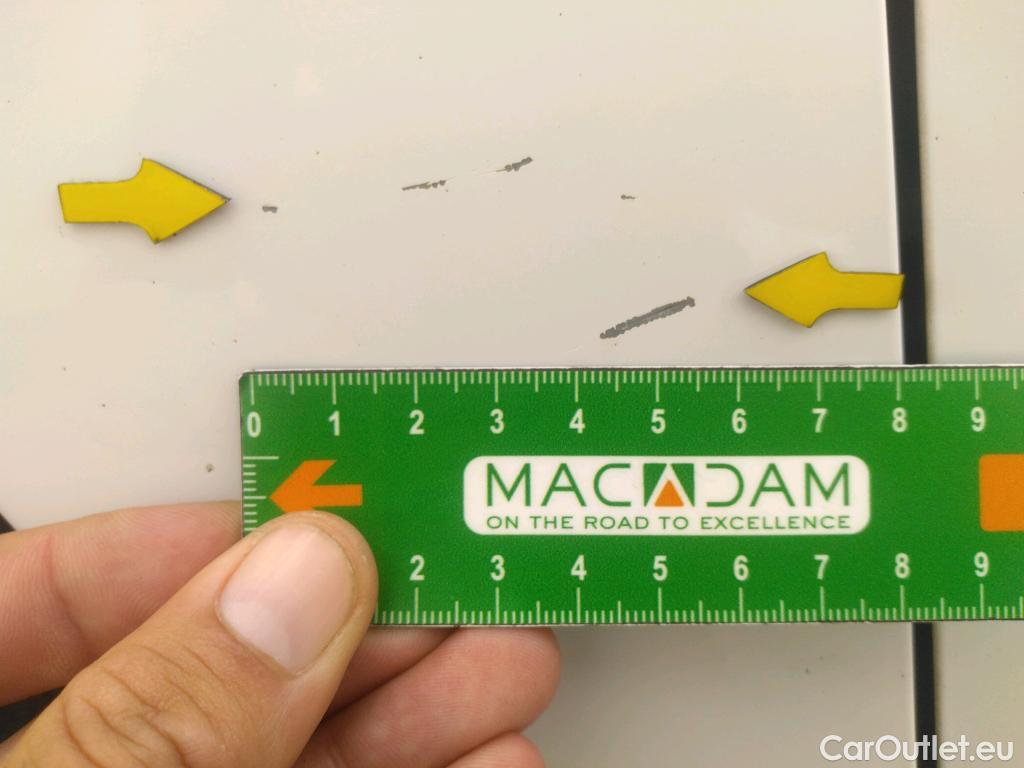 0 1 2 3 4 5 6 7 8 9
MACADAM
ON THE ROAD TO EXCELLENCE
2 3 4 5 6 7 8 9
CarOutlet.eu